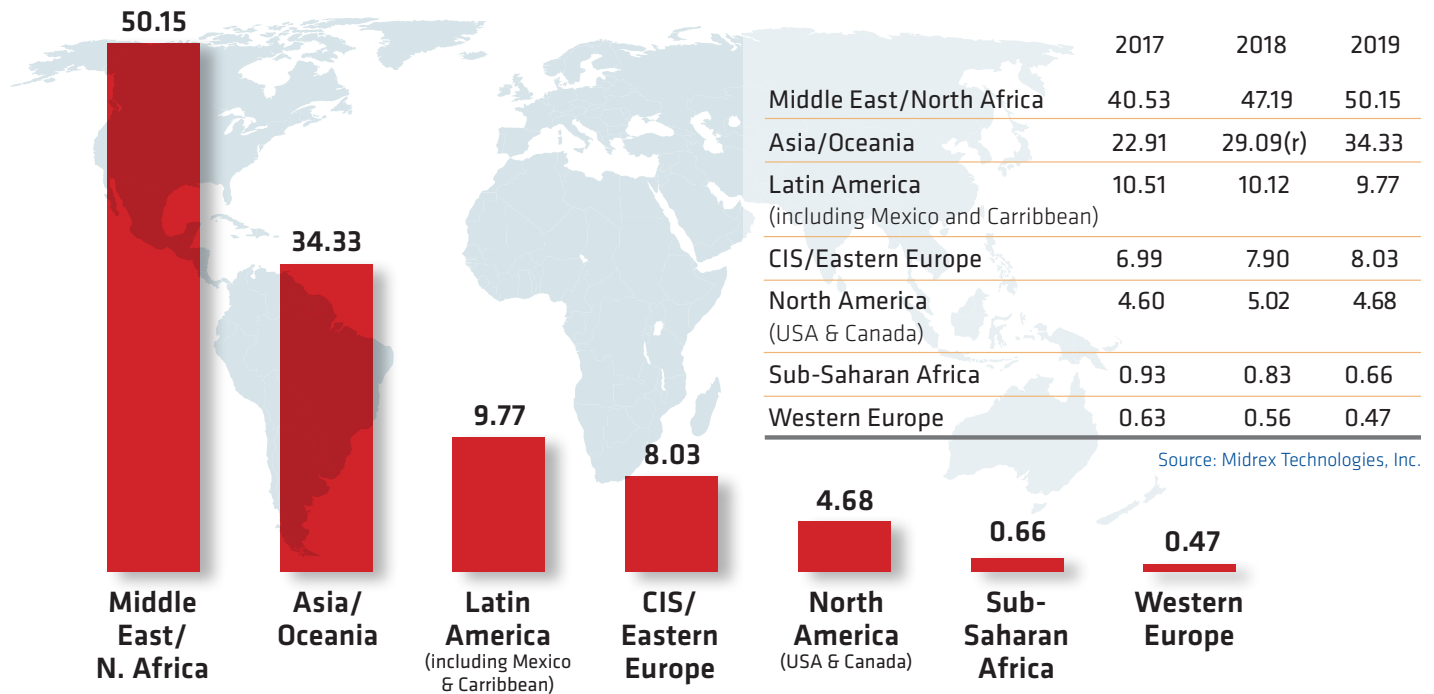 50.15
34.33
9.77
8.03
4.68
0.66
0.47
Middle
East/
N. Africa
Asia/
Oceania
Latin
America
(including Mexico
& Carribbean)
CIS/
Eastern
Europe
North
America
(USA & Canada)
Sub-
Saharan
Africa
Western
Europe
2017 2018 2019
Middle East/North Africa 40.53 47.19 50.15
Asia/Oceania 22.91 29.09(r) 34.33
Latin America 10.51 10.12 9.77
(including Mexico and Carribbean)
CIS/Eastern Europe 6.99 7.90 8.03
North America 4.60 5.02 4.68
(USA & Canada)
Sub-Saharan Africa 0.93 0.83 0.66
Western Europe 0.63 0.56 0.47
Source: Midrex Technologies, Inc.